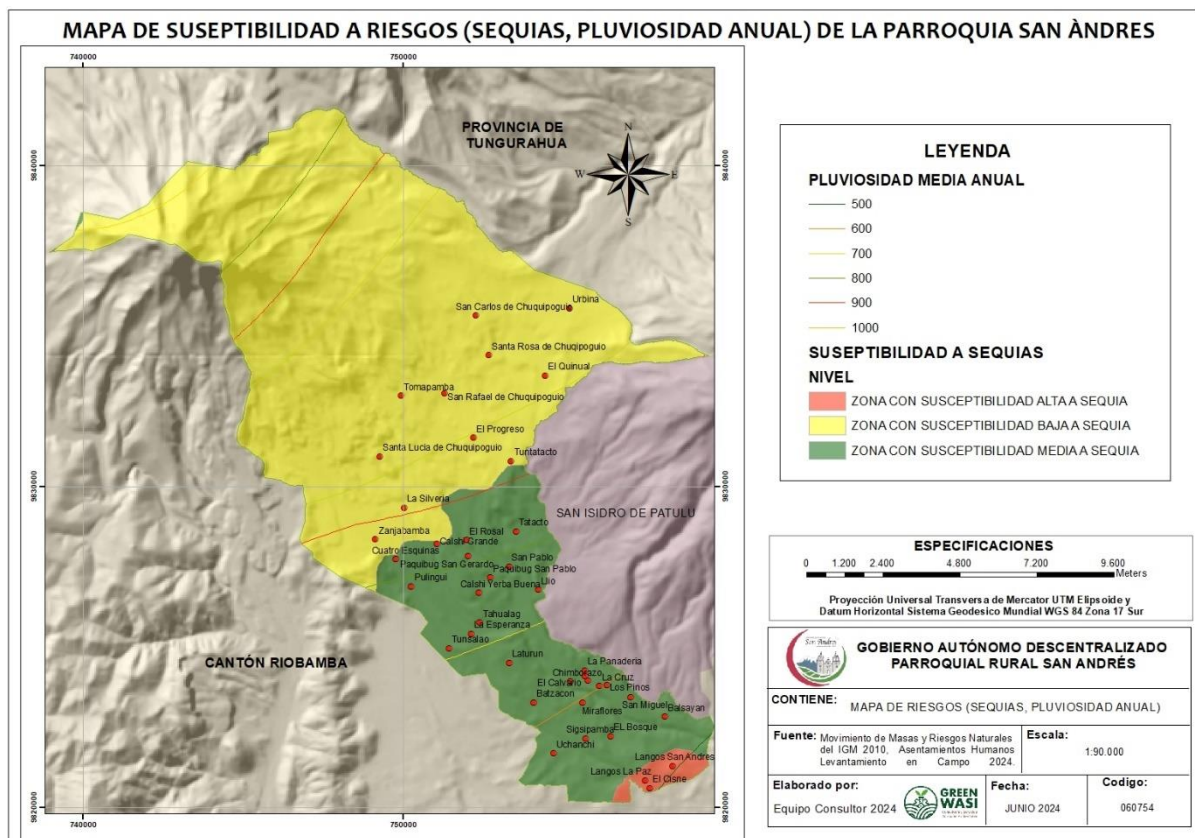 MAPA DE SUSEPTIBILIDAD A RIESGOS (SEQUIAS, PLUVIOSIDAD ANUAL) DE LA PARROQUIA SAN ÀNDRES
740000
750000
PROVINCIA DE
TUNGURAHUA
N
W
E
S
9840000
9840000
Urbina
San Carlos de Chuquipoguio
Santa Rosa de Chuqipoguio
El Quinual
Tomapamba
San Rafael de Chuquipoguio
El Progreso
Santa Lucia de Chuquipoguio
Tuntatacto
9830000
9830000
La Silveria
SAN ISIDRO DE PATULU
Tatacto
Zanjabamba
El Rosal
Calshi Grande
Cuatro Esquinas
San Pablo
Paquibug San Gerardo
Paquibug San Pablo
Pulingui
Calshi Yerba Buena
Uiio
Tahualag
La Esperanza
Tunsalao
CANTÓN RIOBAMBA
Laturun
La Panaderia
Chimborazo
El Calvario
La Cruz
Los Pinos
Batzacon
San Miguel
Miraflores
Balsayan
Sigsipamba
EL Bosque
Uchanchi
Langos San Andres
Langos La Paz
El Cisne
9820000
9820000
740000
750000
LEYENDA
PLUVIOSIDAD MEDIA ANUAL
500
600
700
800
900
1000
SUSEPTIBILIDAD A SEQUIAS
NIVEL
ZONA CON SUSCEPTIBILIDAD ALTA A SEQUIA
ZONA CON SUSCEPTIBILIDAD BAJA A SEQUIA
ZONA CON SUSCEPTIBILIDAD MEDIA A SEQUIA
ESPECIFICACIONES
0 1.200 2.400 4.800 7.200 9.600
Meters
Proyección Universal Transversa de Mercator UTM Elipsoide y
Datum Horizontal Sistema Geodesico Mundial WGS 84 Zona 17 Sur
San Andrés
GOBIERNO AUTÓNOMO DESCENTRALIZADO
PARROQUIAL RURAL SAN ANDRÉS
CONTIENE: MAPA DE RIESGOS (SEQUIAS, PLUVIOSIDAD ANUAL)
Fuente: Movimiento de Masas y Riesgos Naturales
del IGM 2010, Asentamientos Humanos
Levantamiento en Campo 2024.
Escala:
1:90.000
Elaborado por:
Equipo Consultor 2024
GREEN
WASI
Fecha:
JUNIO 2024
Codigo:
060754